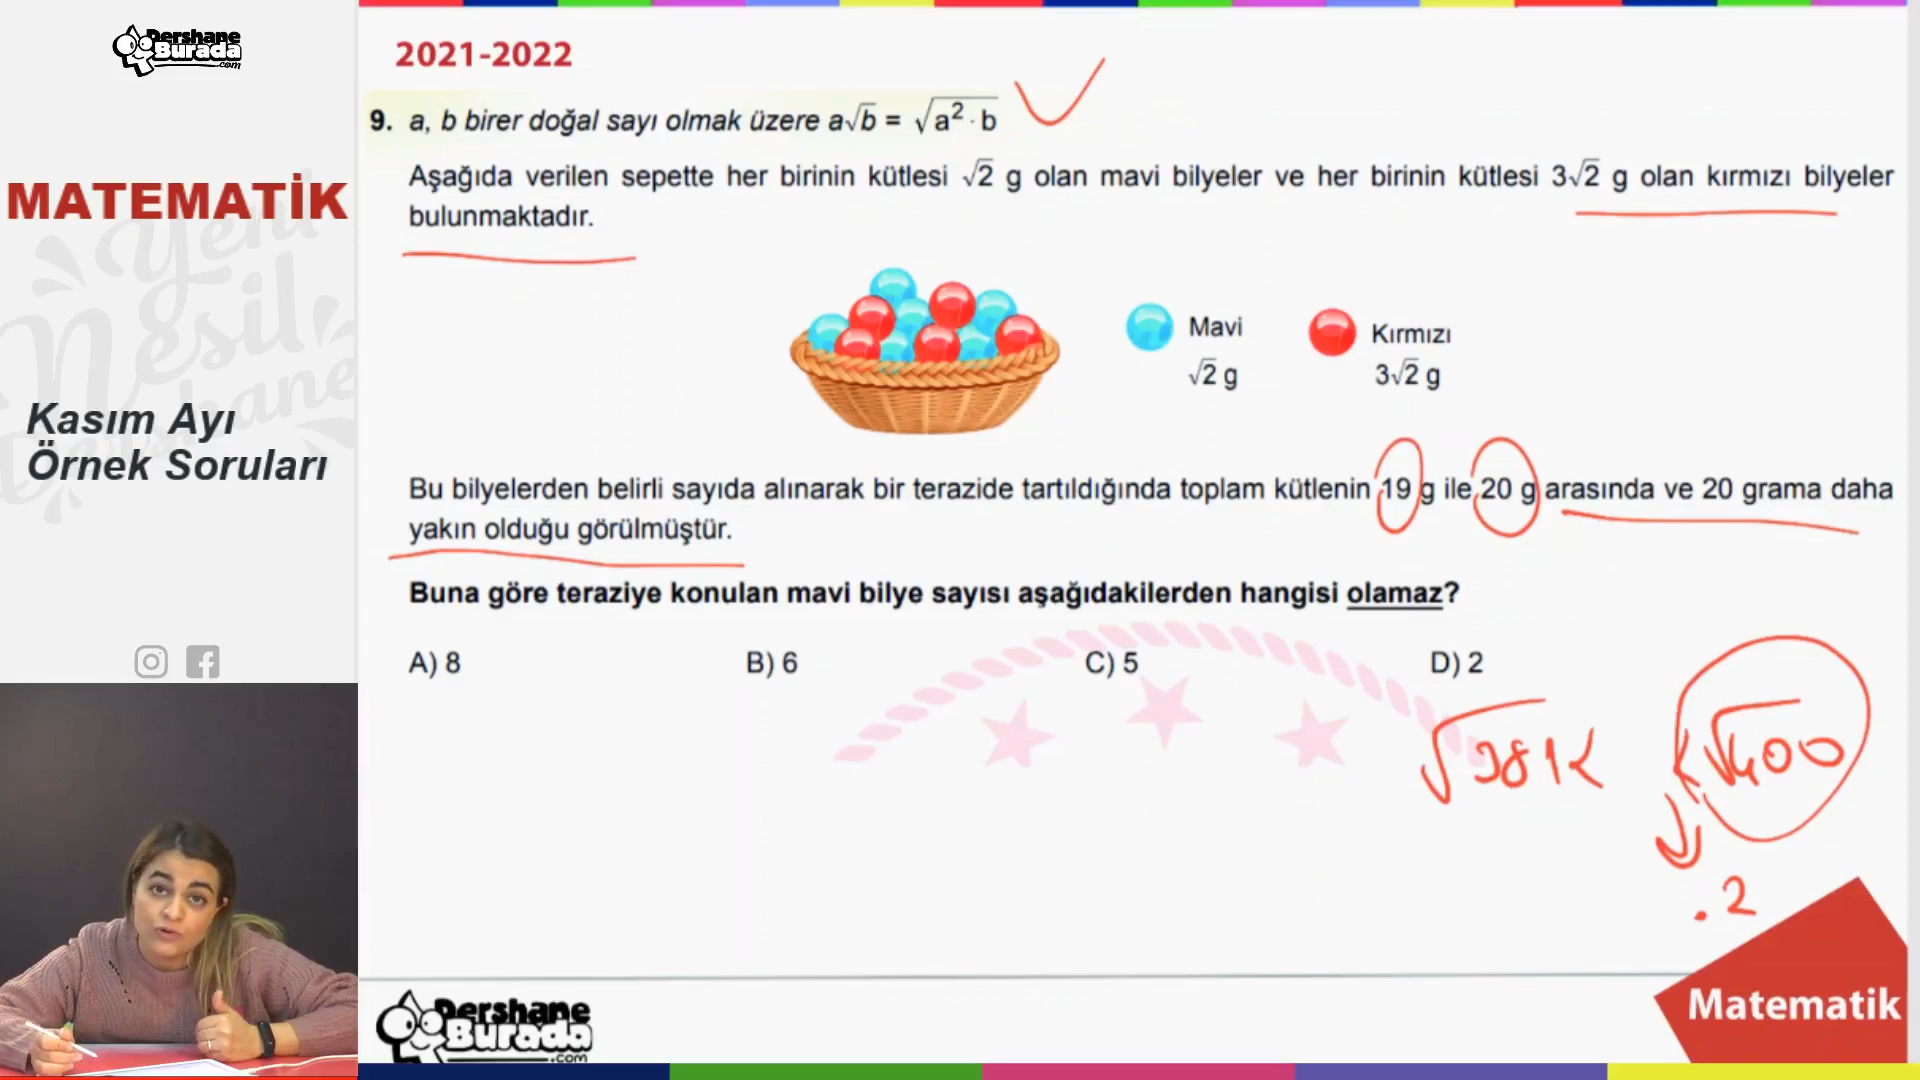 Dershane
Burada
.com
MATEMATİK
Yeni
Nesil
Dershane
Kasım Ayı
Örnek Soruları
2021-2022
9. a, b birer doğal sayı olmak üzere a√b = √a² · b
Aşağıda verilen sepette her birinin kütlesi √2 g olan mavi bilyeler ve her birinin kütlesi 3√2 g olan kırmızı bilyeler
bulunmaktadır.
Mavi
√2 g
Kırmızı
3√2 g
Bu bilyelerden belirli sayıda alınarak bir terazide tartıldığında toplam kütlenin 19 g ile 20 g arasında ve 20 grama daha
yakın olduğu görülmüştür.
Buna göre teraziye konulan mavi bilye sayısı aşağıdakilerden hangisi olamaz?
A) 8 B) 6 C) 5 D) 2
√381< <√400
.2
Matematik
Dershane
Burada
.com